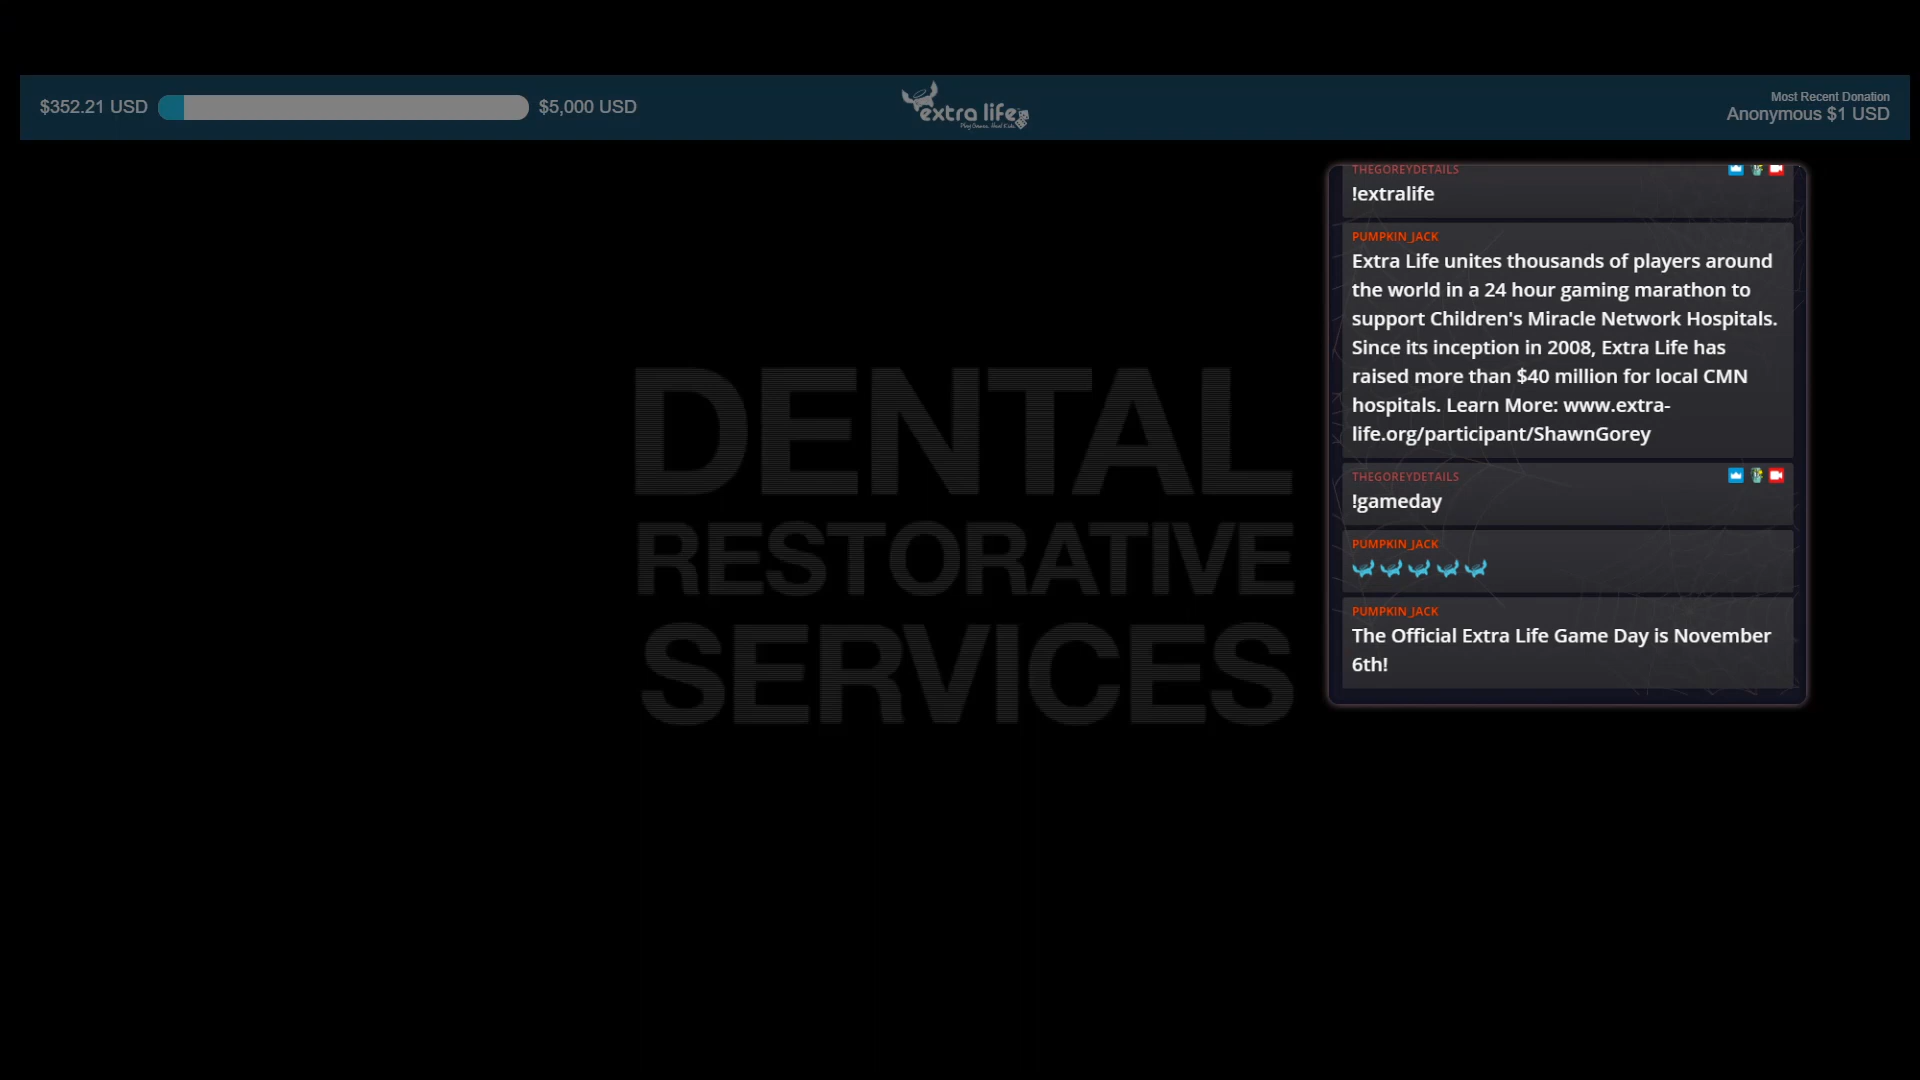 $352.21 USD
$5,000 USD
extra life
Play Games. Heal Kids.
Most Recent Donation
Anonymous $1 USD
THEGOREYDETAILS
!extralife
PUMPKIN_JACK
Extra Life unites thousands of players around
the world in a 24 hour gaming marathon to
support Children's Miracle Network Hospitals.
Since its inception in 2008, Extra Life has
raised more than $40 million for local CMN
hospitals. Learn More: www.extra-
life.org/participant/ShawnGorey
THEGOREYDETAILS
!gameday
PUMPKIN_JACK
PUMPKIN_JACK
The Official Extra Life Game Day is November
6th!
DENTAL
RESTORATIVE
SERVICES